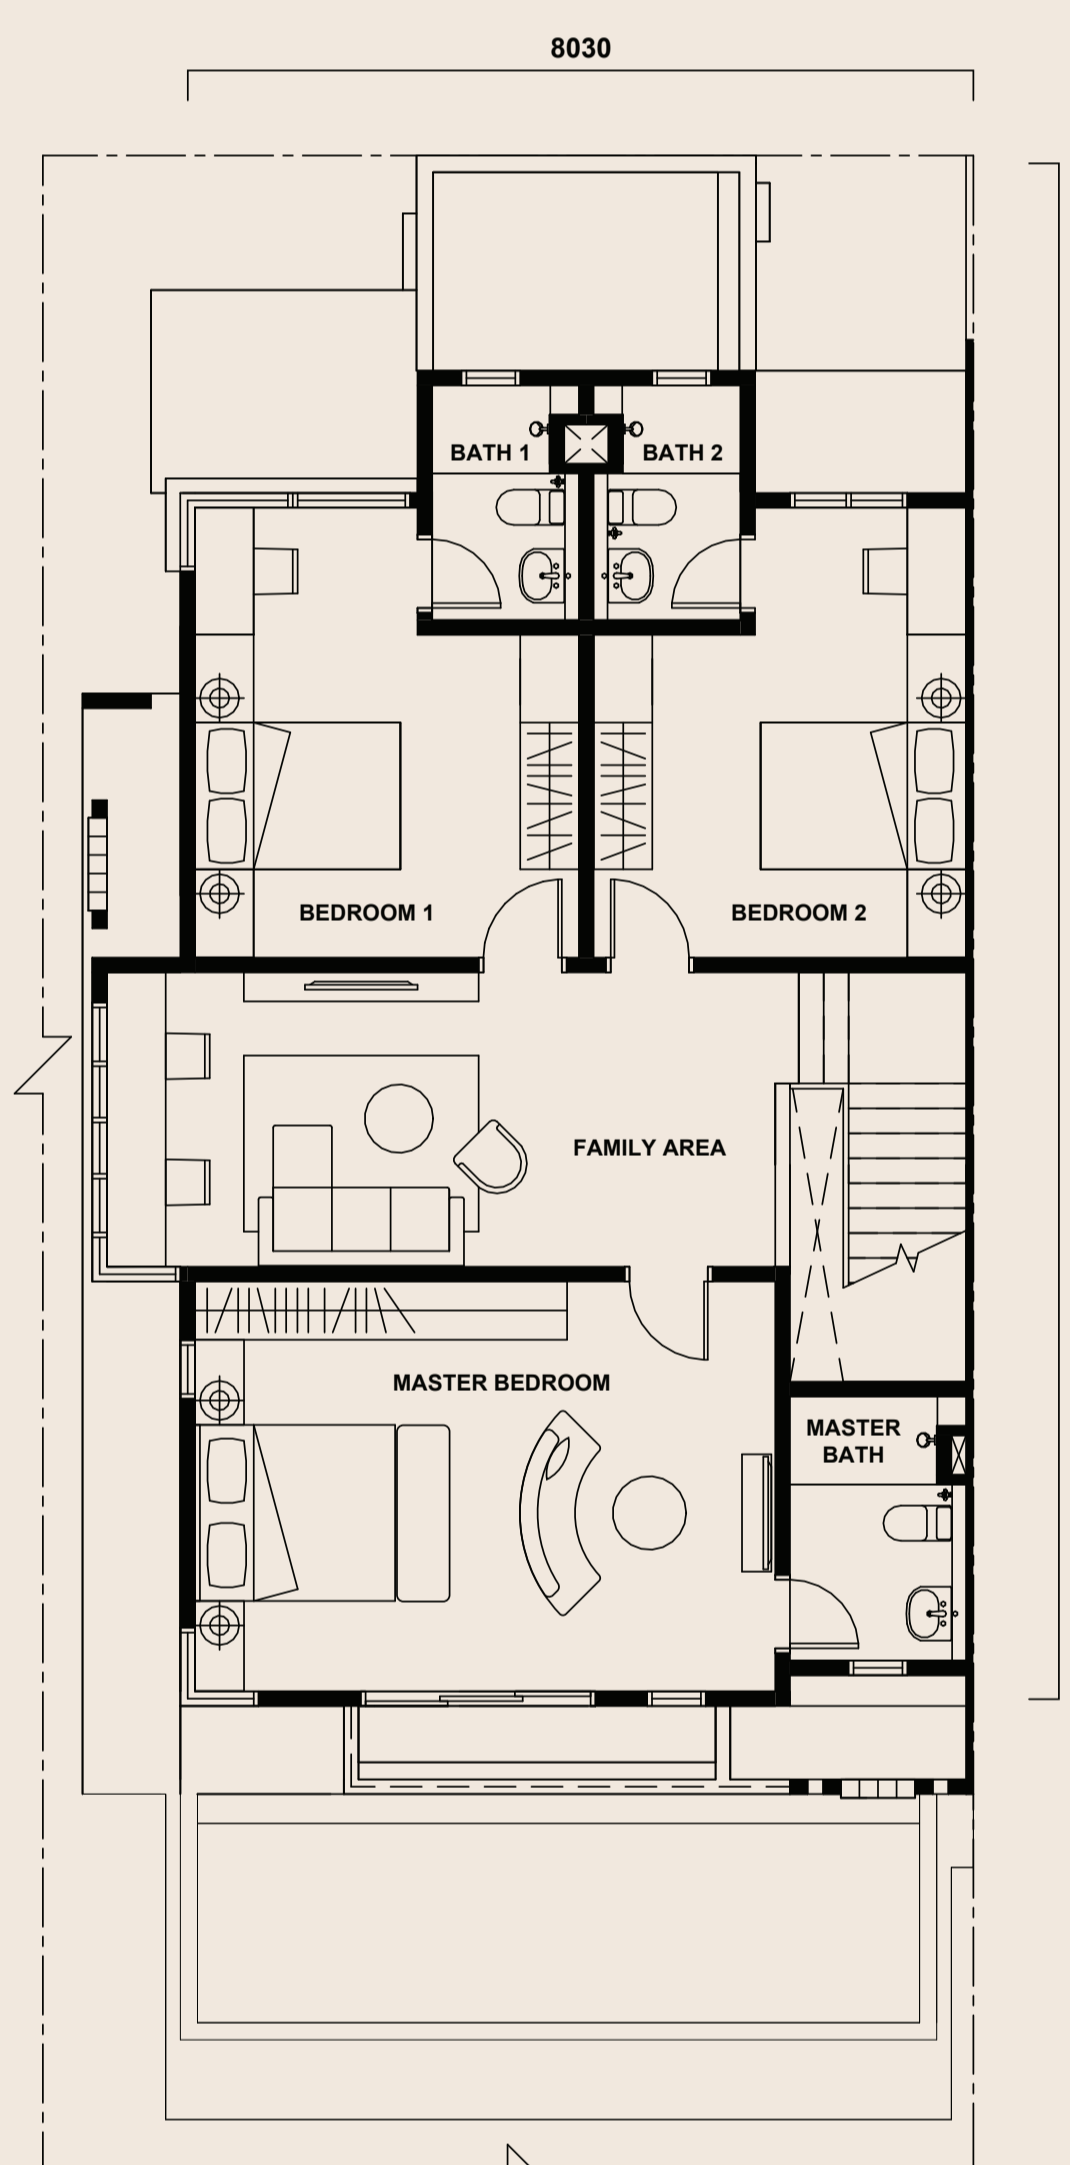 8030
BATH 1
BATH 2
BEDROOM 1
BEDROOM 2
FAMILY AREA
MASTER BEDROOM
MASTER
BATH